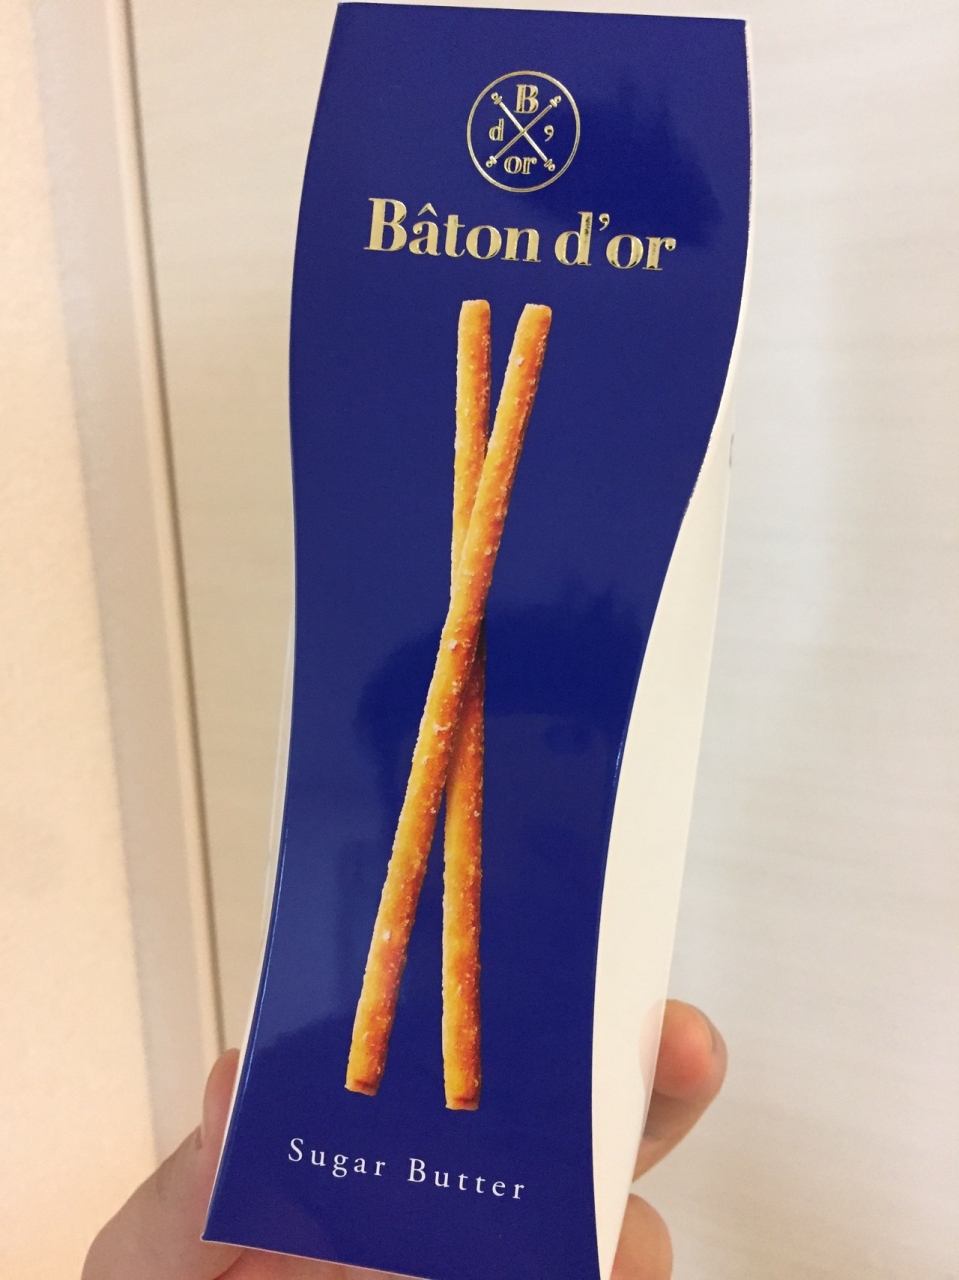 B
d ’
or
Bâton d’or
Sugar Butter